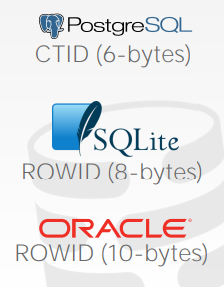 PostgreSQL
CTID (6-bytes)
SQLite
ROWID (8-bytes)
ORACLE
ROWID (10-bytes)